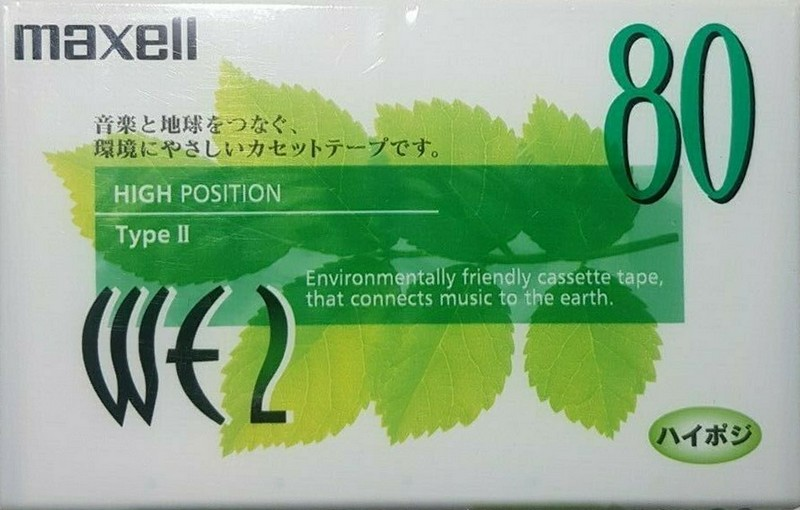 maxell
80
音楽と地球をつなぐ、
環境にやさしいカセットテープです。
HIGH POSITION
Type II
Environmentally friendly cassette tape,
that connects music to the earth.
WE 2
ハイポジ